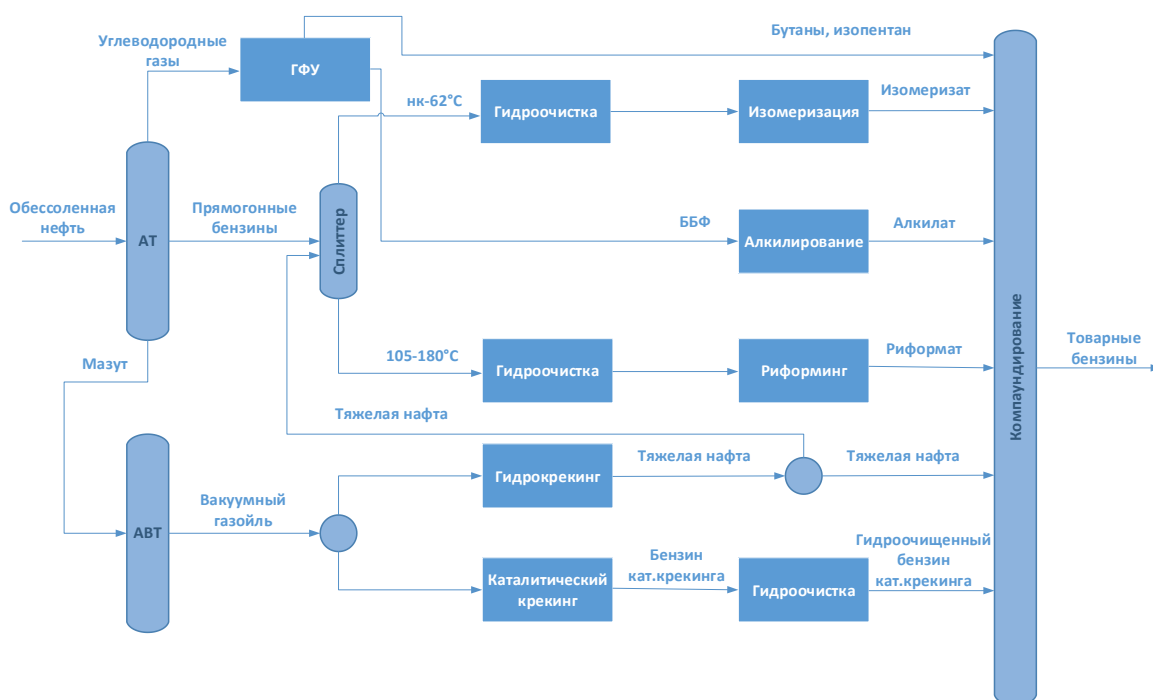 Углеводородные
газы
ГФУ
Бутаны, изопентан
нк-62°C
Гидроочистка
Изомеризация
Изомеризат
Обессоленная
нефть
АТ
Прямогонные
бензины
Сплиттер
ББФ
Алкилирование
Алкилат
Мазут
105-180°C
Гидроочистка
Риформинг
Риформат
Компаундирование
Товарные
бензины
Тяжелая нафта
Гидрокрекинг
Тяжелая нафта
Тяжелая нафта
АВТ
Вакуумный
газойль
Каталитический
крекинг
Бензин
кат.крекинга
Гидроочистка
Гидроочищенный
бензин
кат.крекинга